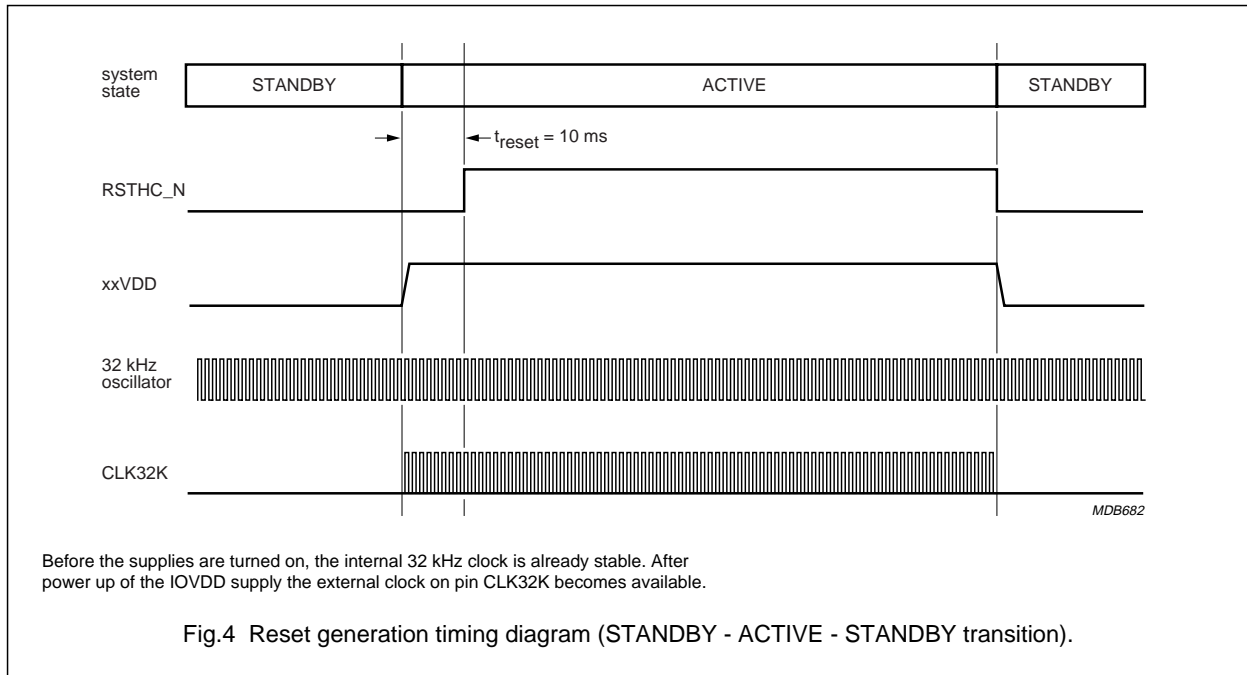 system
state
STANDBY
ACTIVE
STANDBY
treset = 10 ms
RSTHC_N
xxVDD
32 kHz
oscillator
CLK32K
MDB682
Before the supplies are turned on, the internal 32 kHz clock is already stable. After
power up of the IOVDD supply the external clock on pin CLK32K becomes available.
Fig.4 Reset generation timing diagram (STANDBY - ACTIVE - STANDBY transition).